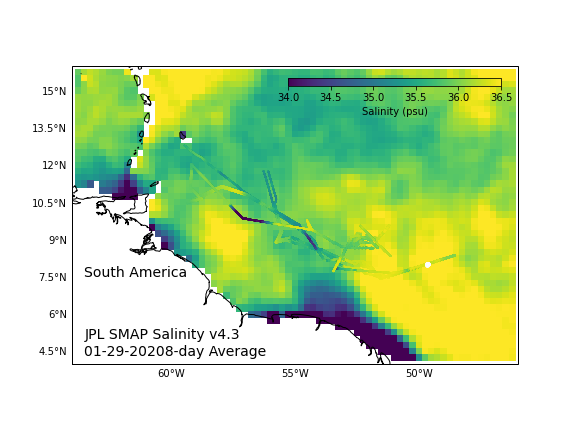 34.0 34.5 35.0 35.5 36.0 36.5
Salinity (psu)
15°N
13.5°N
12°N
10.5°N
9°N
7.5°N
6°N
4.5°N
South America
JPL SMAP Salinity v4.3
01-29-20208-day Average
60°W 55°W 50°W